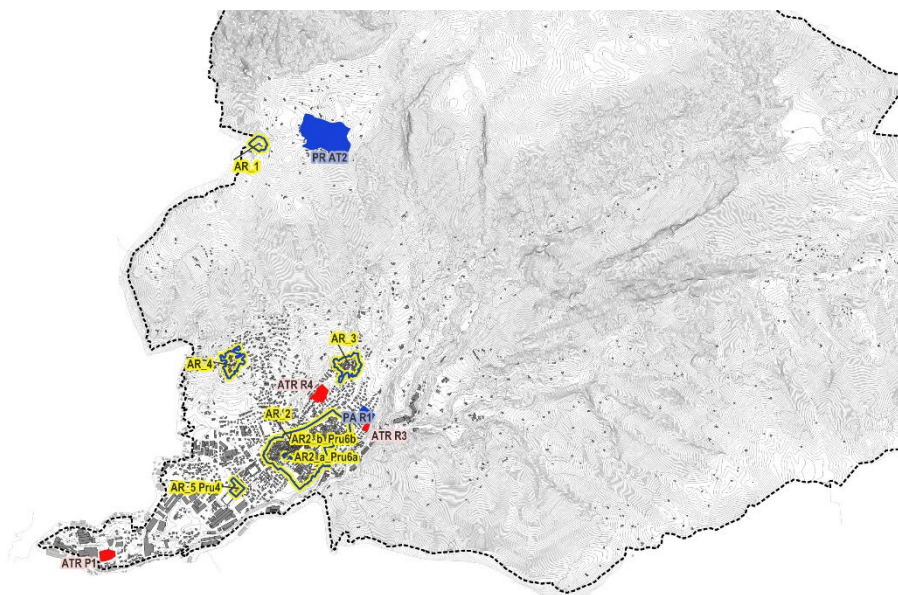 PR AT2
AR_1
AR_3
AR_4
ATR R4
AR_2
PA R1
ATR R3
AR2_b_Pru6b
AR2_a_Pru6a
AR_5 Pru4
ATR P1